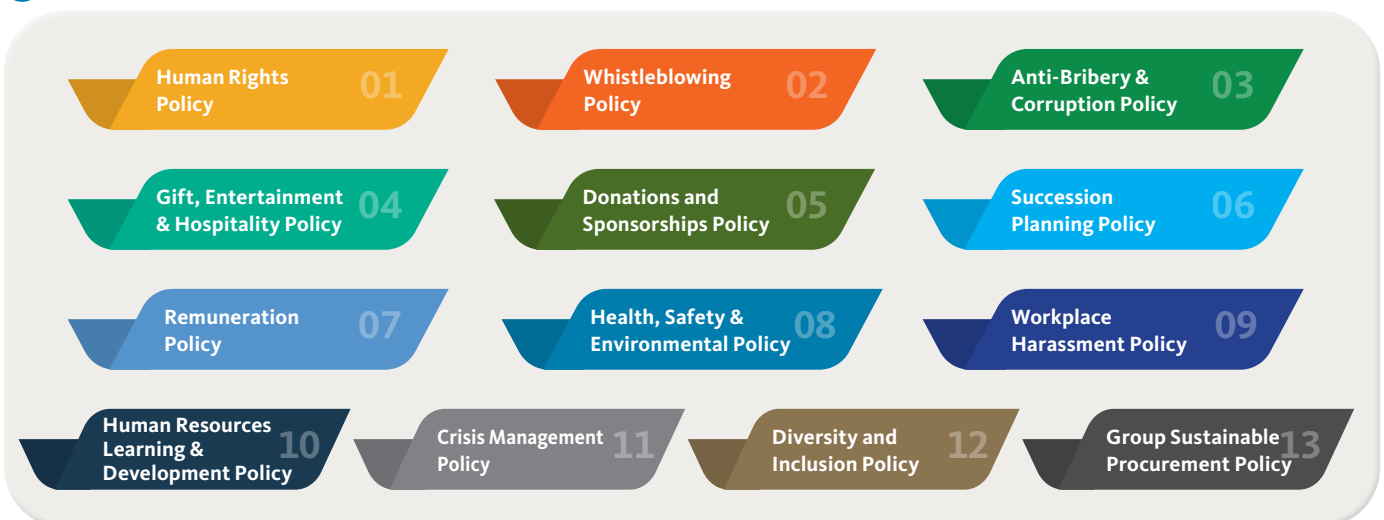 Human Rights
Policy
01
Whistleblowing
Policy
02
Anti-Bribery &
Corruption Policy
03
Gift, Entertainment
& Hospitality Policy
04
Donations and
Sponsorships Policy
05
Succession
Planning Policy
06
Remuneration
Policy
07
Health, Safety &
Environmental Policy
08
Workplace
Harassment Policy
09
Human Resources
Learning &
Development Policy
10
Crisis Management
Policy
11
Diversity and
Inclusion Policy
12
Group Sustainable
Procurement Policy
13